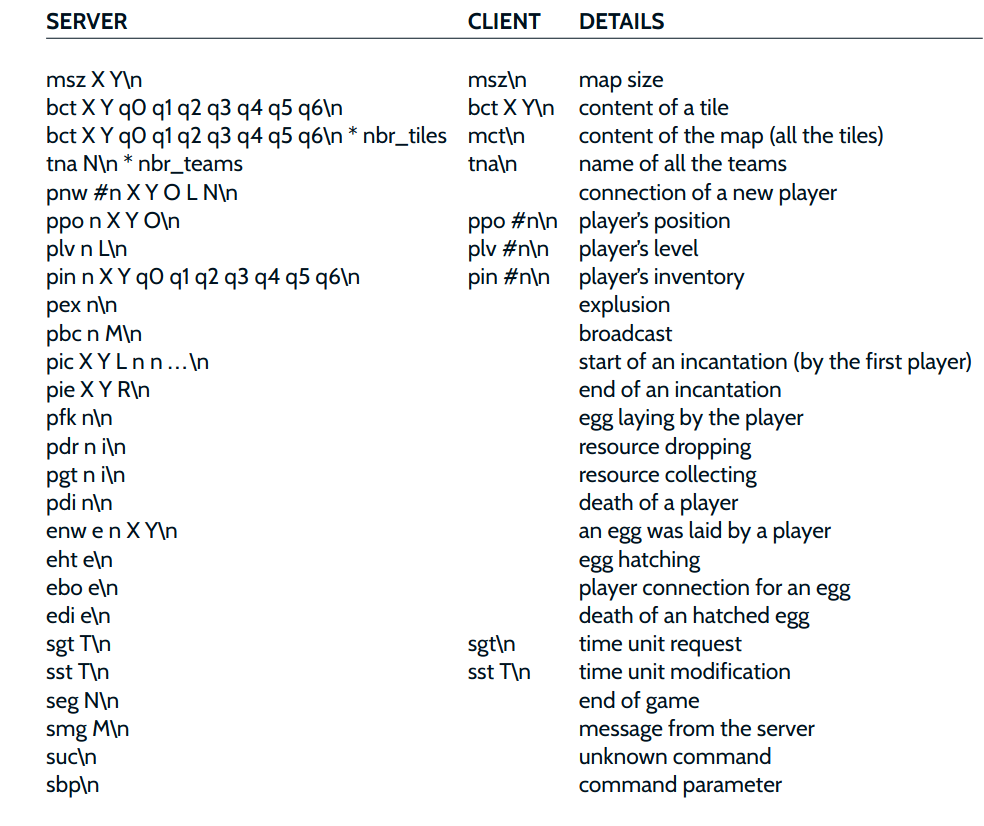 SERVER CLIENT DETAILS
msz X Y\n msz\n map size
bct X Y q0 q1 q2 q3 q4 q5 q6\n bct X Y\n content of a tile
bct X Y q0 q1 q2 q3 q4 q5 q6\n * nbr_tiles mct\n content of the map (all the tiles)
tna N\n * nbr_teams tna\n name of all the teams
pnw #n X Y O L N\n connection of a new player
ppo n X Y O\n ppo #n\n player's position
plv n L\n plv #n\n player's level
pin n X Y q0 q1 q2 q3 q4 q5 q6\n pin #n\n player's inventory
pex n\n explusion
pbc n M\n broadcast
pic X Y L n n …\n start of an incantation (by the first player)
pie X Y R\n end of an incantation
pfk n\n egg laying by the player
pdr n i\n resource dropping
pgt n i\n resource collecting
pdi n\n death of a player
enw e n X Y\n an egg was laid by a player
eht e\n egg hatching
ebo e\n player connection for an egg
edi e\n death of an hatched egg
sgt T\n sgt\n time unit request
sst T\n sst T\n time unit modification
seg N\n end of game
smg M\n message from the server
suc\n unknown command
sbp\n command parameter